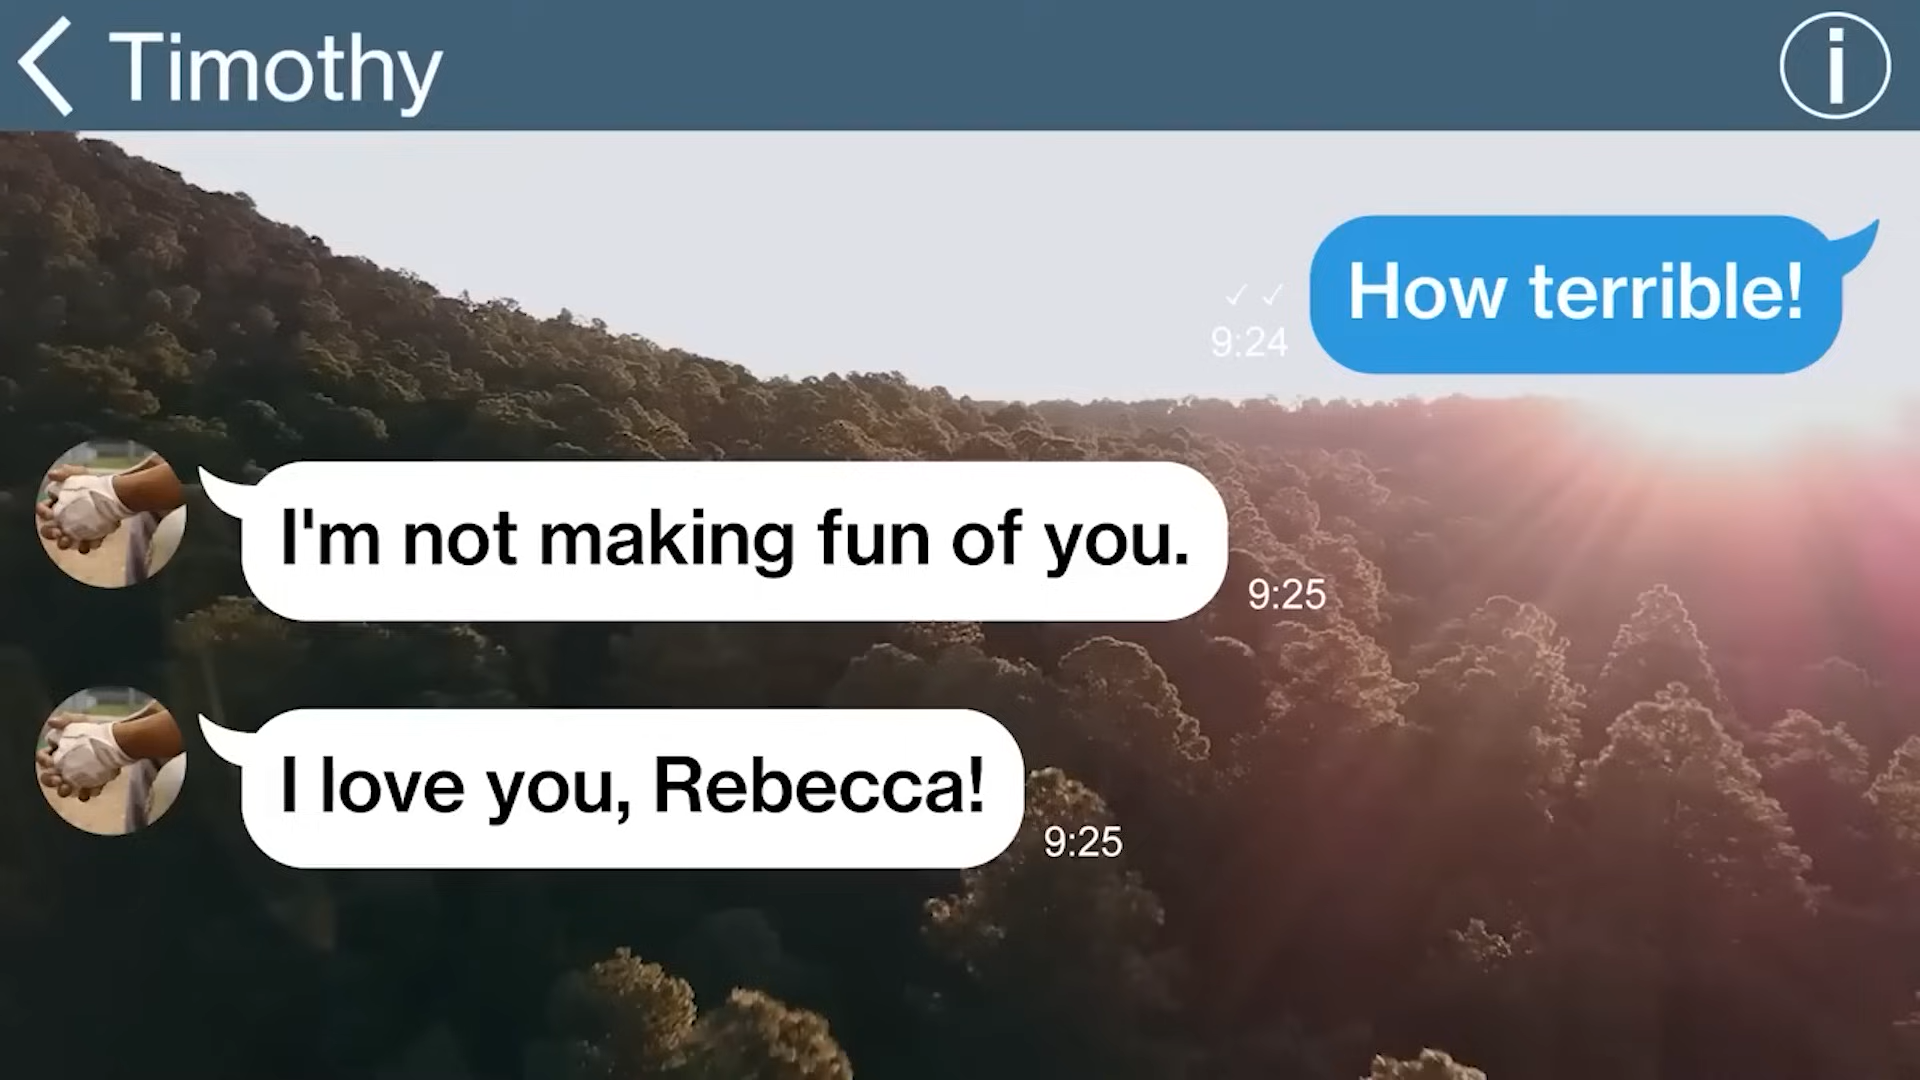 Timothy
How terrible!
✓✓
9:24
I'm not making fun of you.
9:25
I love you, Rebecca!
9:25